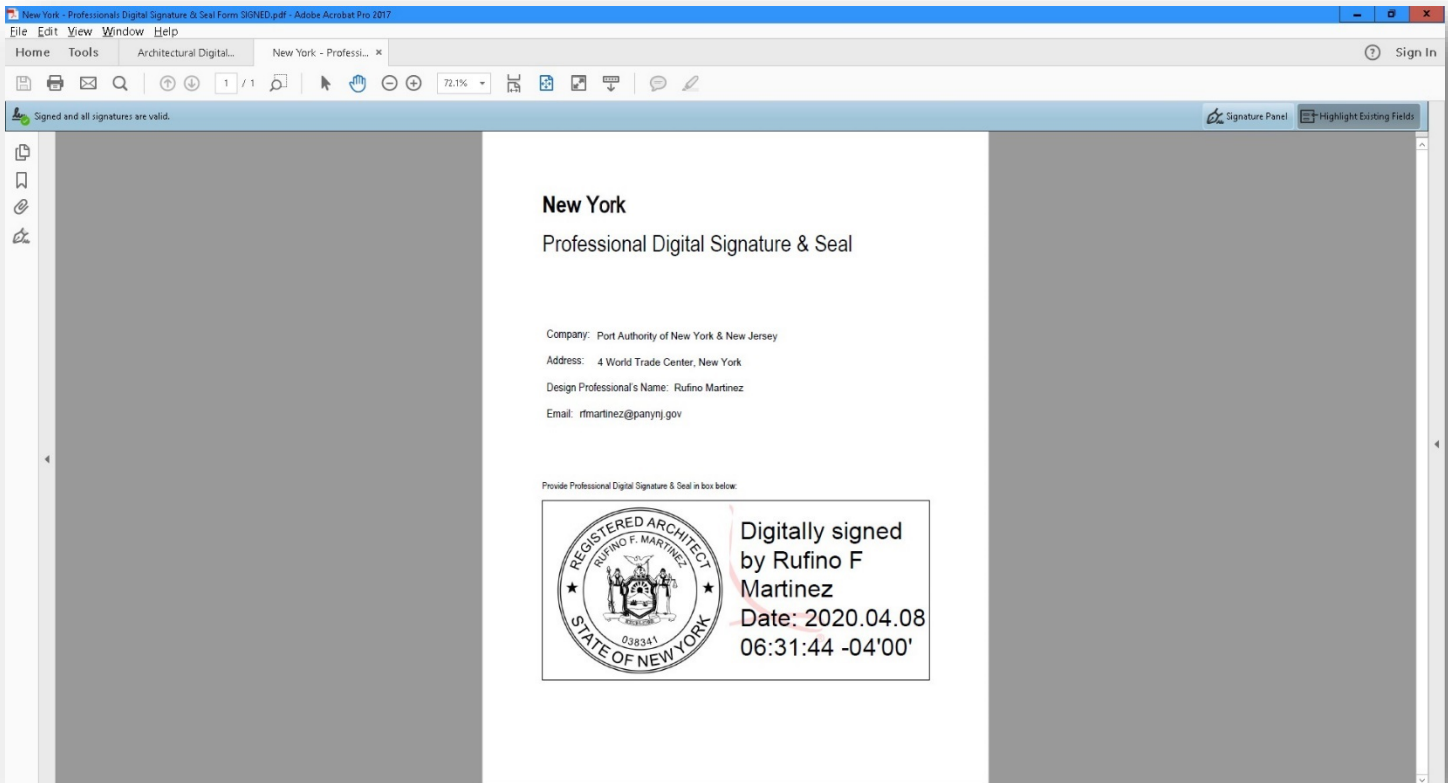 New York - Professionals Digital Signature & Seal Form SIGNED.pdf - Adobe Acrobat Pro 2017
File Edit View Window Help
Home Tools Architectural Digital... New York - Professi... ×
Sign In
1 / 1 72.1%
Signed and all signatures are valid.
Signature Panel Highlight Existing Fields
New York
Professional Digital Signature & Seal
Company: Port Authority of New York & New Jersey
Address: 4 World Trade Center, New York
Design Professional's Name: Rufino Martinez
Email: rfmartinez@panynj.gov
Provide Professional Digital Signature & Seal in box below:
REGISTERED ARCHITECT
RUFINO F. MARTINEZ
038341
STATE OF NEW YORK
Digitally signed
by Rufino F
Martinez
Date: 2020.04.08
06:31:44 -04'00'